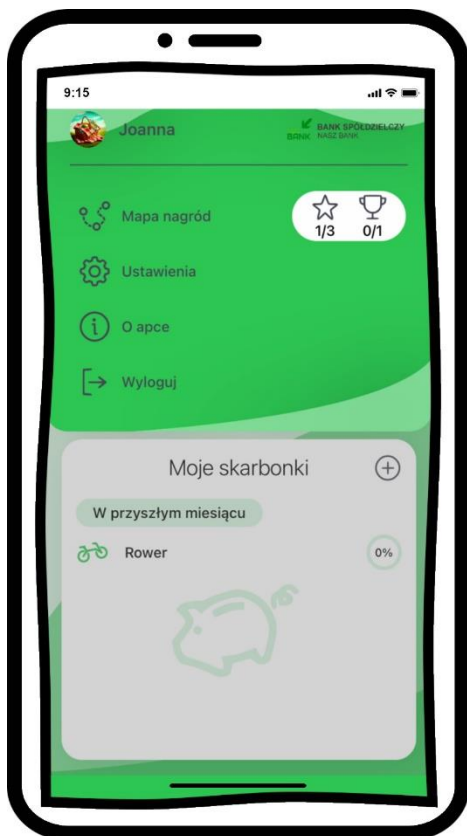 9:15
Joanna
BANK
BANK SPÓŁDZIELCZY
NASZ BANK
Mapa nagród
1/3
0/1
Ustawienia
O apce
Wyloguj
Moje skarbonki
W przyszłym miesiącu
Rower
0%